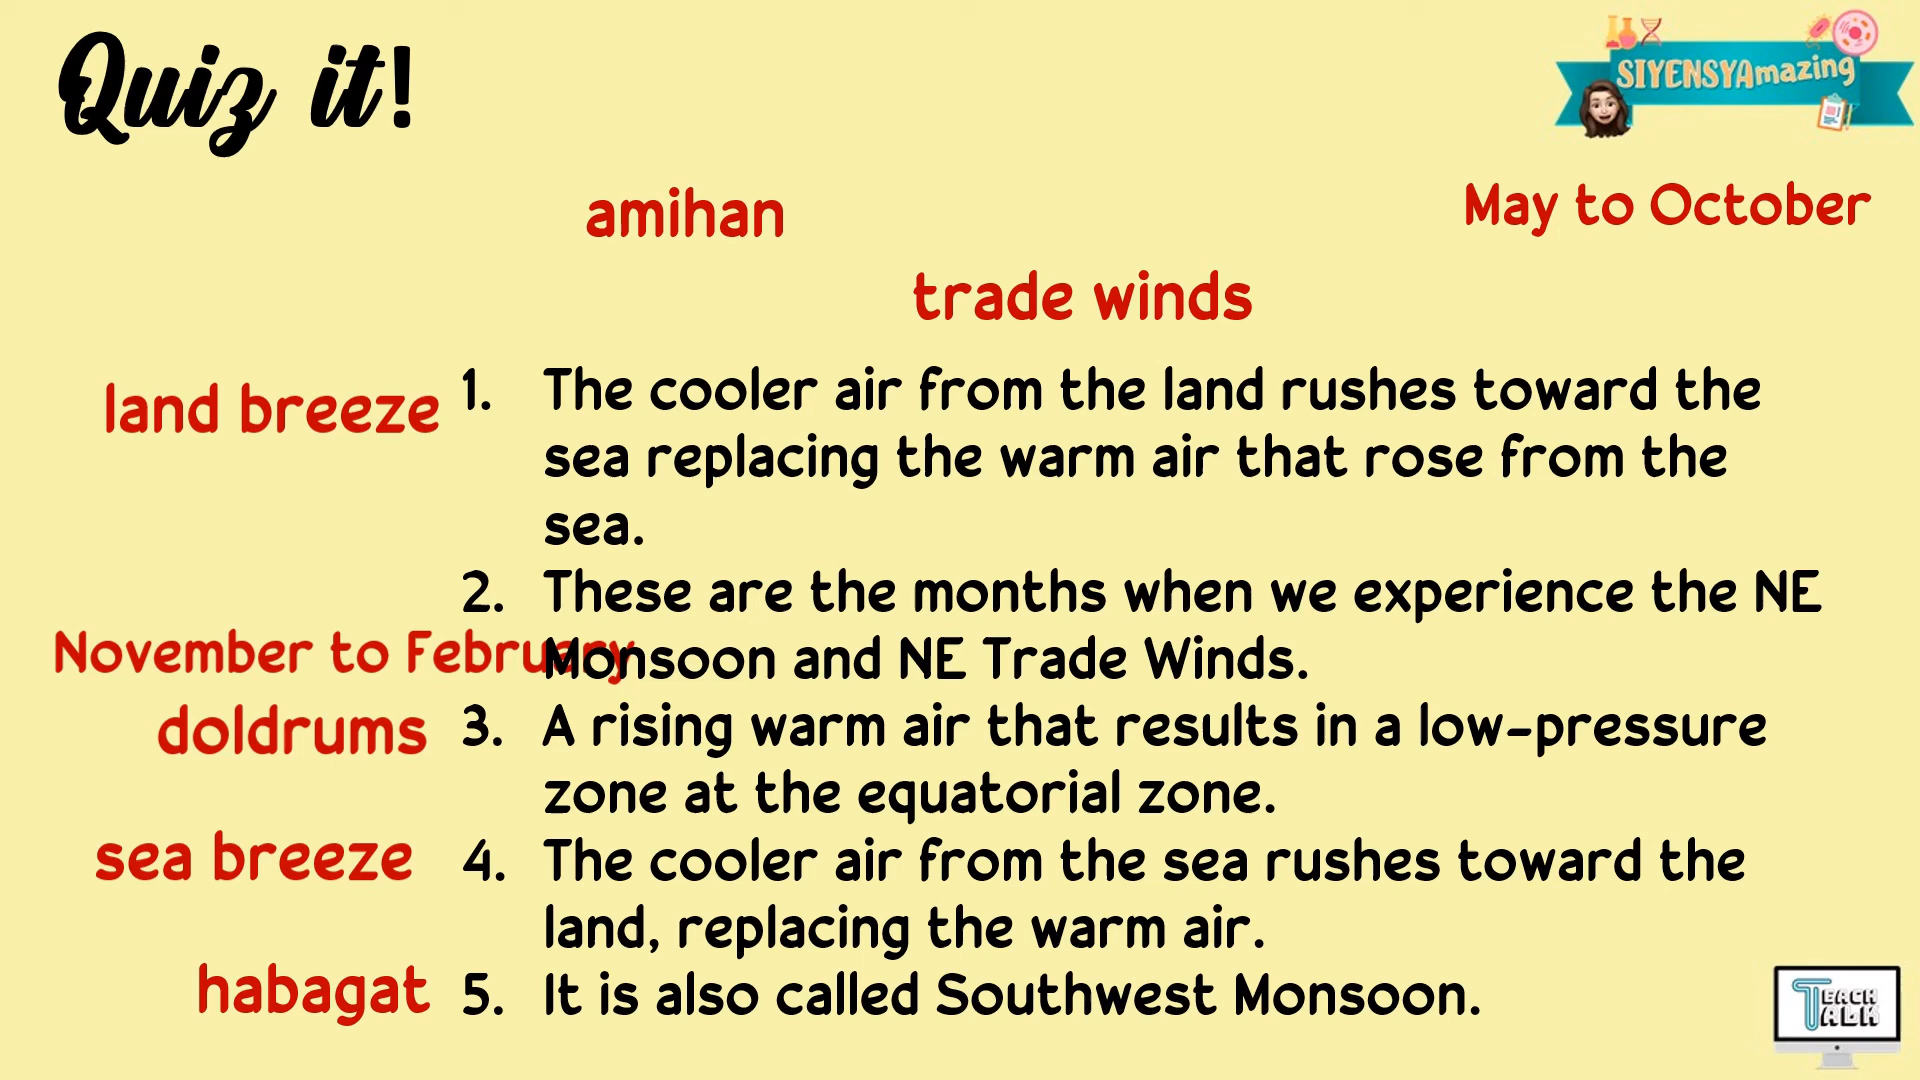 Quiz it!
SIYENSYAmazing
amihan
May to October
trade winds
land breeze
1. The cooler air from the land rushes toward the
sea replacing the warm air that rose from the
sea.
2. These are the months when we experience the NE
November to February
Monsoon and NE Trade Winds.
doldrums
3. A rising warm air that results in a low-pressure
zone at the equatorial zone.
sea breeze
4. The cooler air from the sea rushes toward the
land, replacing the warm air.
habagat
5. It is also called Southwest Monsoon.
TEACH
TALK